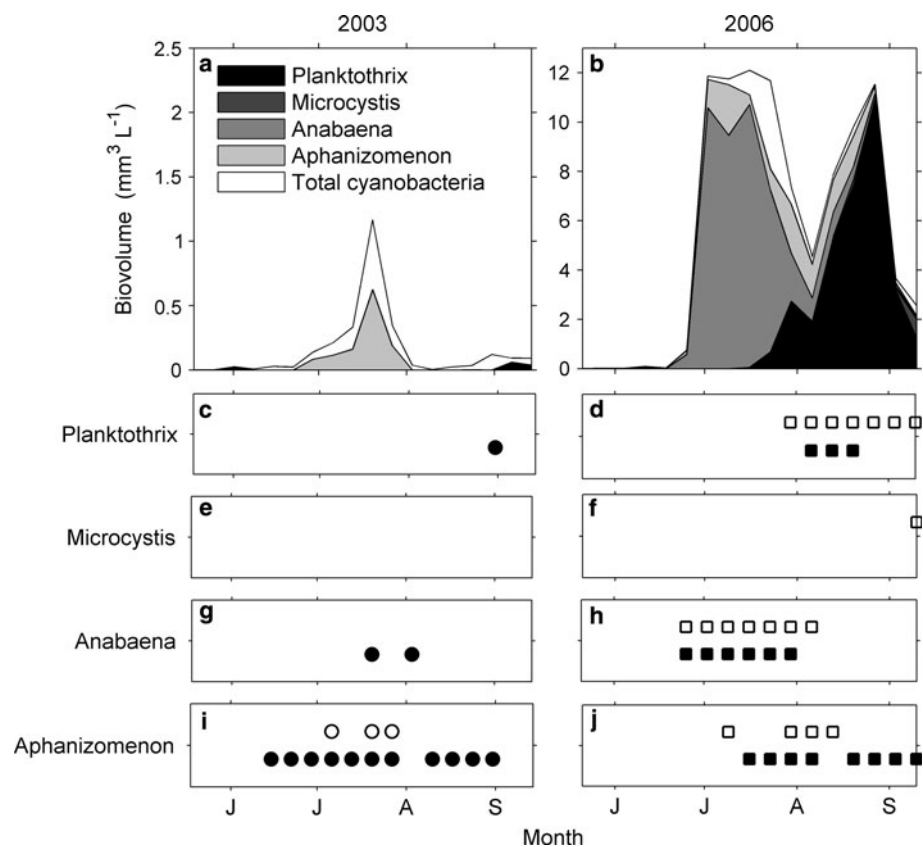 2003
2006
a
b
Planktothrix
Microcystis
Anabaena
Aphanizomenon
Total cyanobacteria
Biovolume (mm³ L⁻¹)
2.5
2
1.5
1
0.5
0
12
10
8
6
4
2
0
c
d
Planktothrix
e
f
Microcystis
g
h
Anabaena
i
j
Aphanizomenon
J J A S
J J A S
Month